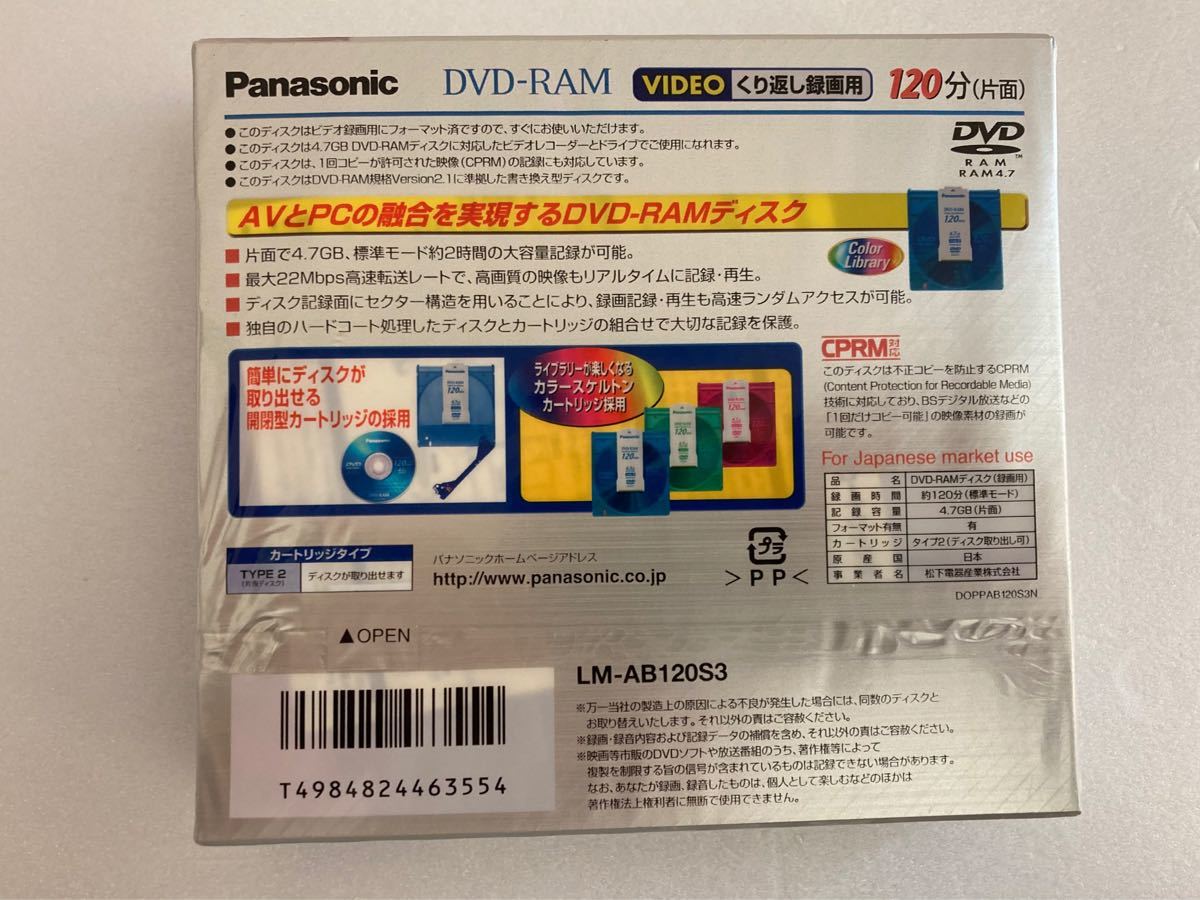 Panasonic DVD-RAM VIDEO くり返し録画用 120分(片面)
●このディスクはビデオ録画用にフォーマット済ですので、すぐにお使いいただけます。
●このディスクは4.7GB DVD-RAMディスクに対応したビデオレコーダーとドライブでご使用になれます。
●このディスクは、1回コピーが許可された映像(CPRM)の記録にも対応しています。
●このディスクはDVD-RAM規格Version2.1に準拠した書き換え型ディスクです。
DVD
RAM™
RAM4.7
AVとPCの融合を実現するDVD-RAMディスク
■片面で4.7GB、標準モード約2時間の大容量記録が可能。
■最大22Mbps高速転送レートで、高画質の映像もリアルタイムに記録・再生。
■ディスク記録面にセクター構造を用いることにより、録画記録・再生も高速ランダムアクセスが可能。
■独自のハードコート処理したディスクとカートリッジの組合せで大切な記録を保護。
Color
Library
Panasonic
DVD-RAM
120min
簡単にディスクが
取り出せる
開閉型カートリッジの採用
ライブラリーが楽しくなる
カラースケルトン
カートリッジ採用
Panasonic
DVD-RAM
120min
CPRM対応
このディスクは不正コピーを防止するCPRM
(Content Protection for Recordable Media)
技術に対応しており、BSデジタル放送などの
「1回だけコピー可能」の映像素材の録画が
可能です。
For Japanese market use
品名 DVD-RAMディスク(録画用)
録画時間 約120分(標準モード)
記録容量 4.7GB(片面)
フォーマット有無 有
カートリッジ タイプ2(ディスク取り出し可)
原産国 日本
事業者名 松下電器産業株式会社
DOPPAB120S3N
カートリッジタイプ
TYPE 2
(片面ディスク)
ディスクが取り出せます
パナソニックホームページアドレス
http://www.panasonic.co.jp
プラ
>PP<
▲OPEN
LM-AB120S3
※万一当社の製造上の原因による不良が発生した場合には、同数のディスクと
お取り替えいたします。それ以外の責はご容赦ください。
※録画・録音内容および記録データの補償を含め、それ以外の責はご容赦ください。
※映画等市販のDVDソフトや放送番組のうち、著作権等によって
複製を制限する旨の信号が含まれているものは記録できない場合があります。
なお、あなたが録画、録音したものは、個人として楽しむなどのほかは
著作権法上権利者に無断で使用できません。
T4984824463554